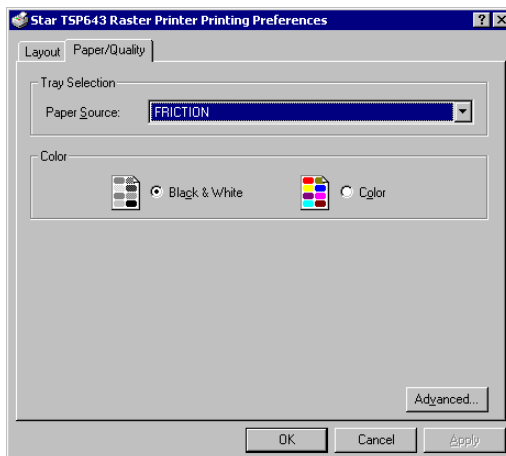 Star TSP643 Raster Printer Printing Preferences
Layout Paper/Quality
Tray Selection
Paper Source: FRICTION
Color
Black & White Color
Advanced...
OK Cancel Apply